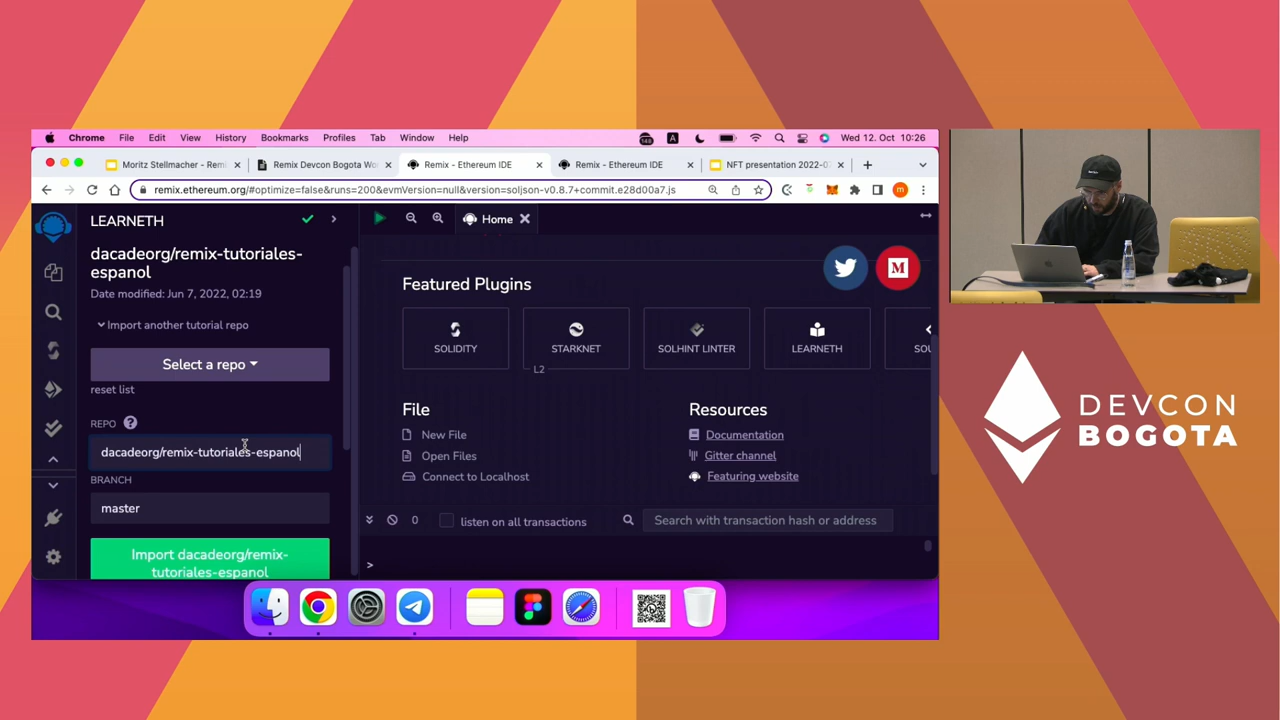 Chrome File Edit View History Bookmarks Profiles Tab Window Help
Wed 12. Oct 10:26
Moritz Stellmacher - Rem
Remix Devcon Bogota Wo
Remix - Ethereum IDE
Remix - Ethereum IDE
NFT presentation 2022-0
remix.ethereum.org/#optimize=false&runs=200&evmVersion=null&version=soljson-v0.8.7+commit.e28d00a7.js
m
LEARNETH
Home
dacadeorg/remix-tutoriales-
espanol
Date modified: Jun 7, 2022, 02:19
Import another tutorial repo
Select a repo
reset list
REPO
dacadeorg/remix-tutoriales-espanol
BRANCH
master
Import dacadeorg/remix-
tutoriales-espanol
Featured Plugins
SOLIDITY
STARKNET
SOLHINT LINTER
LEARNETH
SOU
L2
File
New File
Open Files
Connect to Localhost
Resources
Documentation
Gitter channel
Featuring website
0
listen on all transactions
Search with transaction hash or address
>
DEVCON
BOGOTA